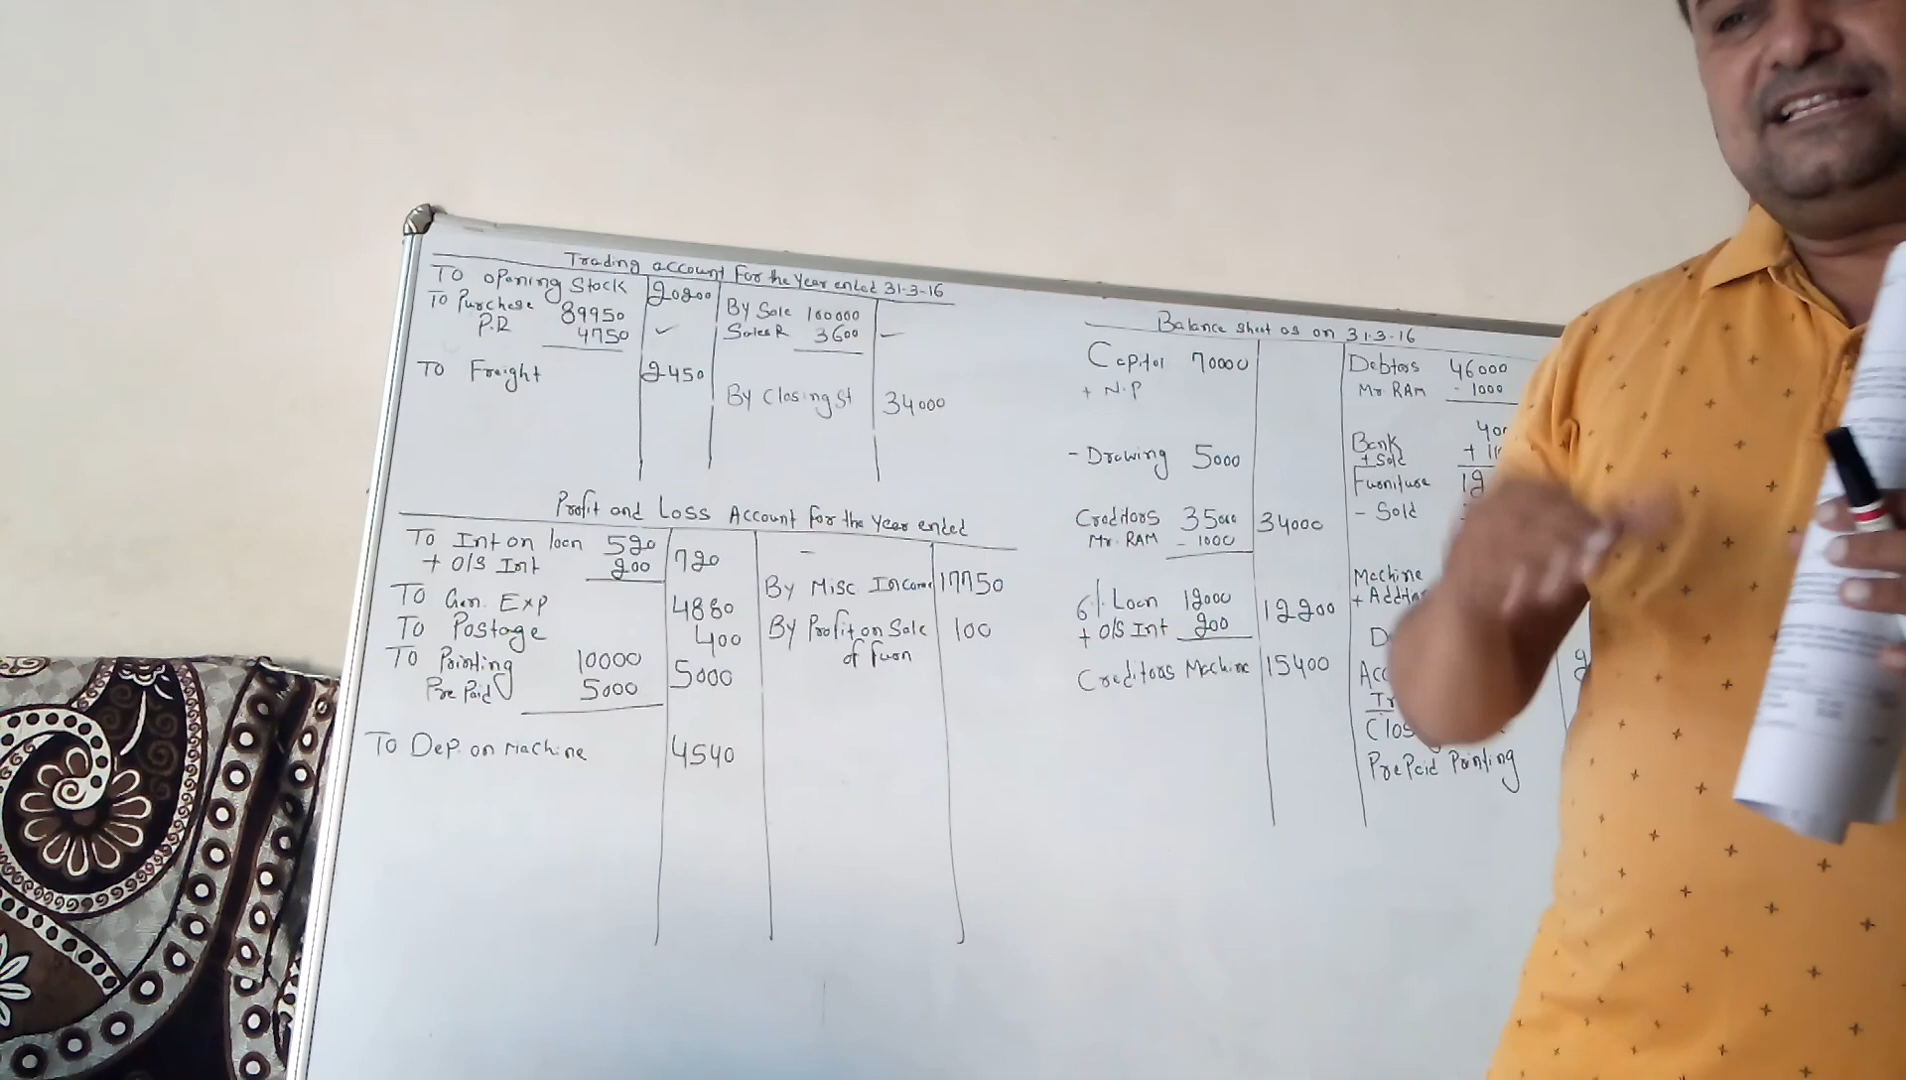 Trading account For the Year ended 31-3-16
To opening Stock 20200 By Sale 100000
To Purchese 89950 Sales R 3600
P.R 4750
To Freight 2450 By Closing St 34000
Profit and Loss Account for the Year ended
To Int on loan 520 720
+ O/S Int 200 By Misc Income 17750
To Gen. Exp 4880
To Postage 400 By Profit on Sale 100
of furn
To Printing 10000 5000
Pre Paid 5000
To Dep. on Machine 4540
Balance sheet as on 31-3-16
Capital 70000 Debtors 46000
+ N.P Mr RAM - 1000
- Drawing 5000 Bank
+ Sold
Furniture
Creditors 35000 34000 - Sold
Mr. RAM - 1000
Machine
6% Loan 12000 12200
+ O/S Int 200
Creditors Machine 15400
Pre Paid Printing